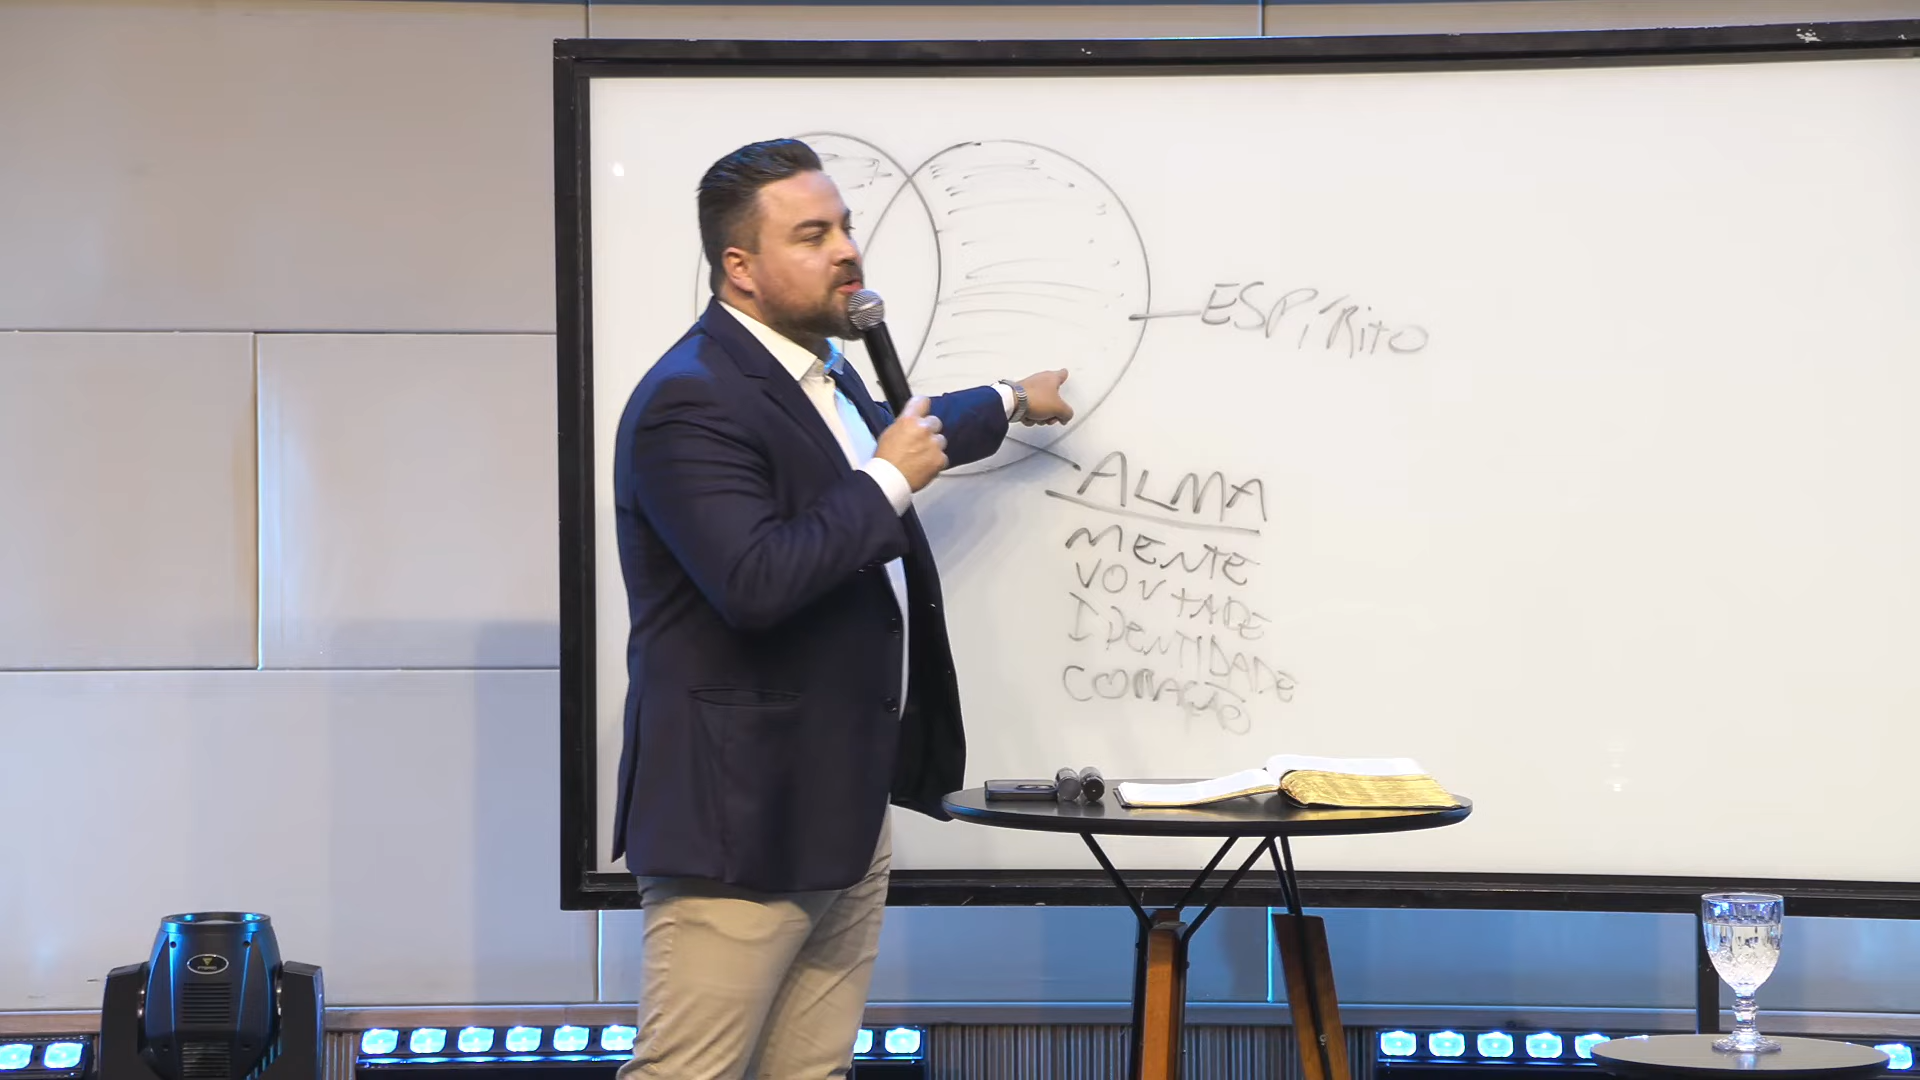 ESPÍRITO
ALMA
MENTE
VONTADE
IDENTIDADE
CORAÇÃO